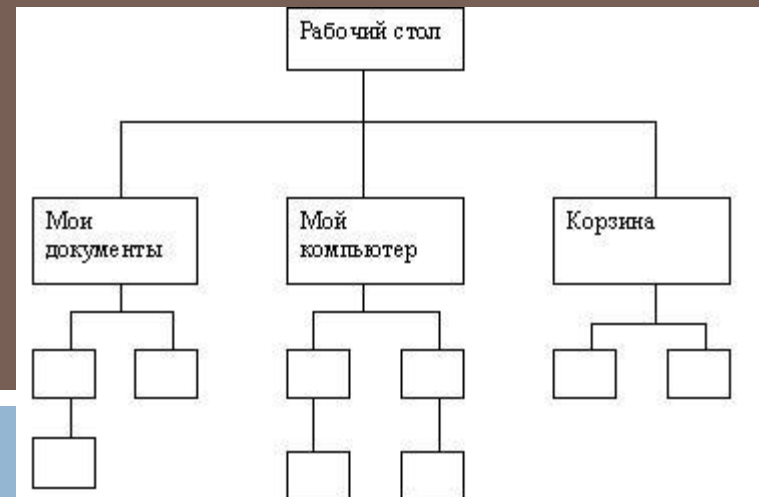 Рабочий стол
Мои
документы
Мой
компьютер
Корзина